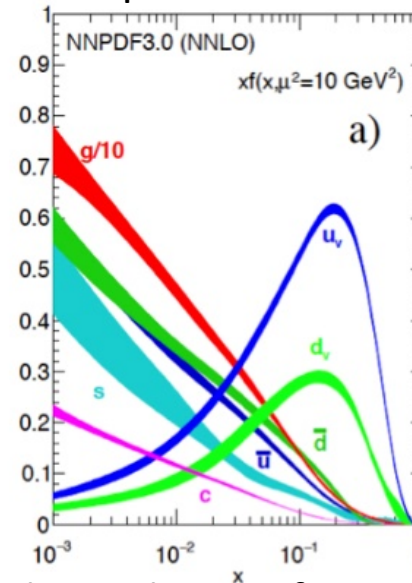 1
NNPDF3.0 (NNLO)
0.9
xf(x,μ²=10 GeV²)
0.8
a)
g/10
0.7
0.6
u_v
0.5
0.4
d_v
0.3
s
0.2
ū
d̄
0.1
c
0
10⁻³
10⁻²
10⁻¹
x